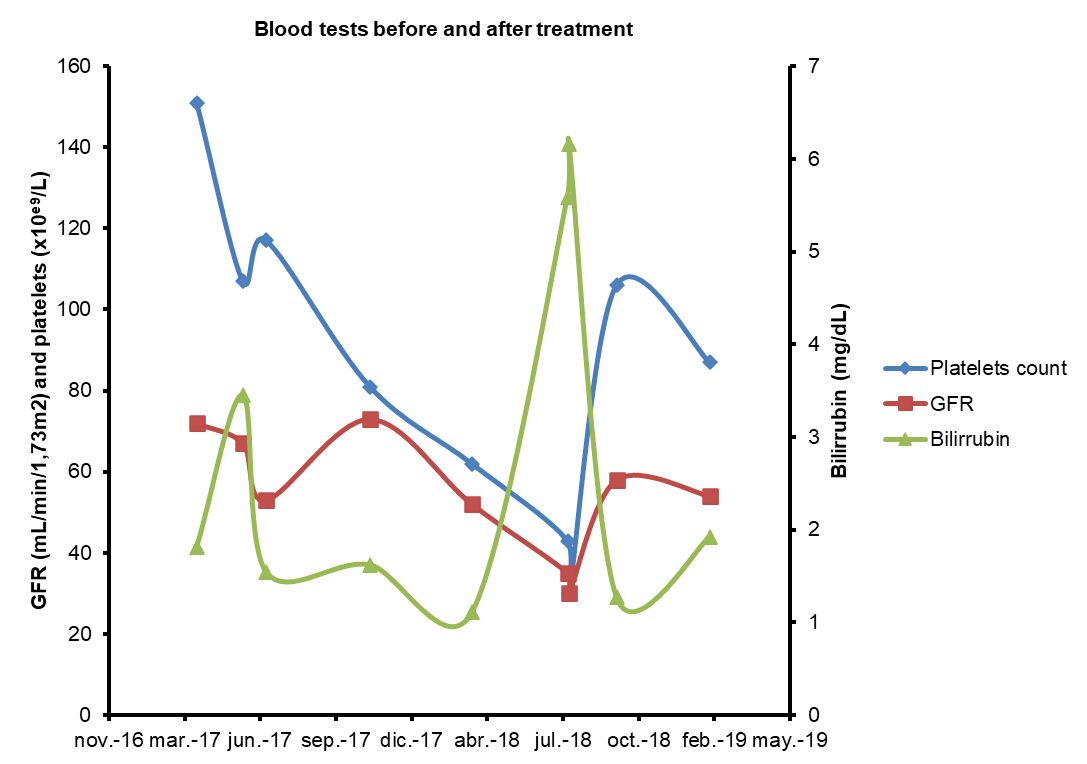 Blood tests before and after treatment
GFR (mL/min/1,73m2) and platelets (x10ᵉ⁹/L)
160
140
120
100
80
60
40
20
0
7
6
5
4
3
2
1
0
Bilirrubin (mg/dL)
nov.-16 mar.-17 jun.-17 sep.-17 dic.-17 abr.-18 jul.-18 oct.-18 feb.-19 may.-19
Platelets count
GFR
Bilirrubin